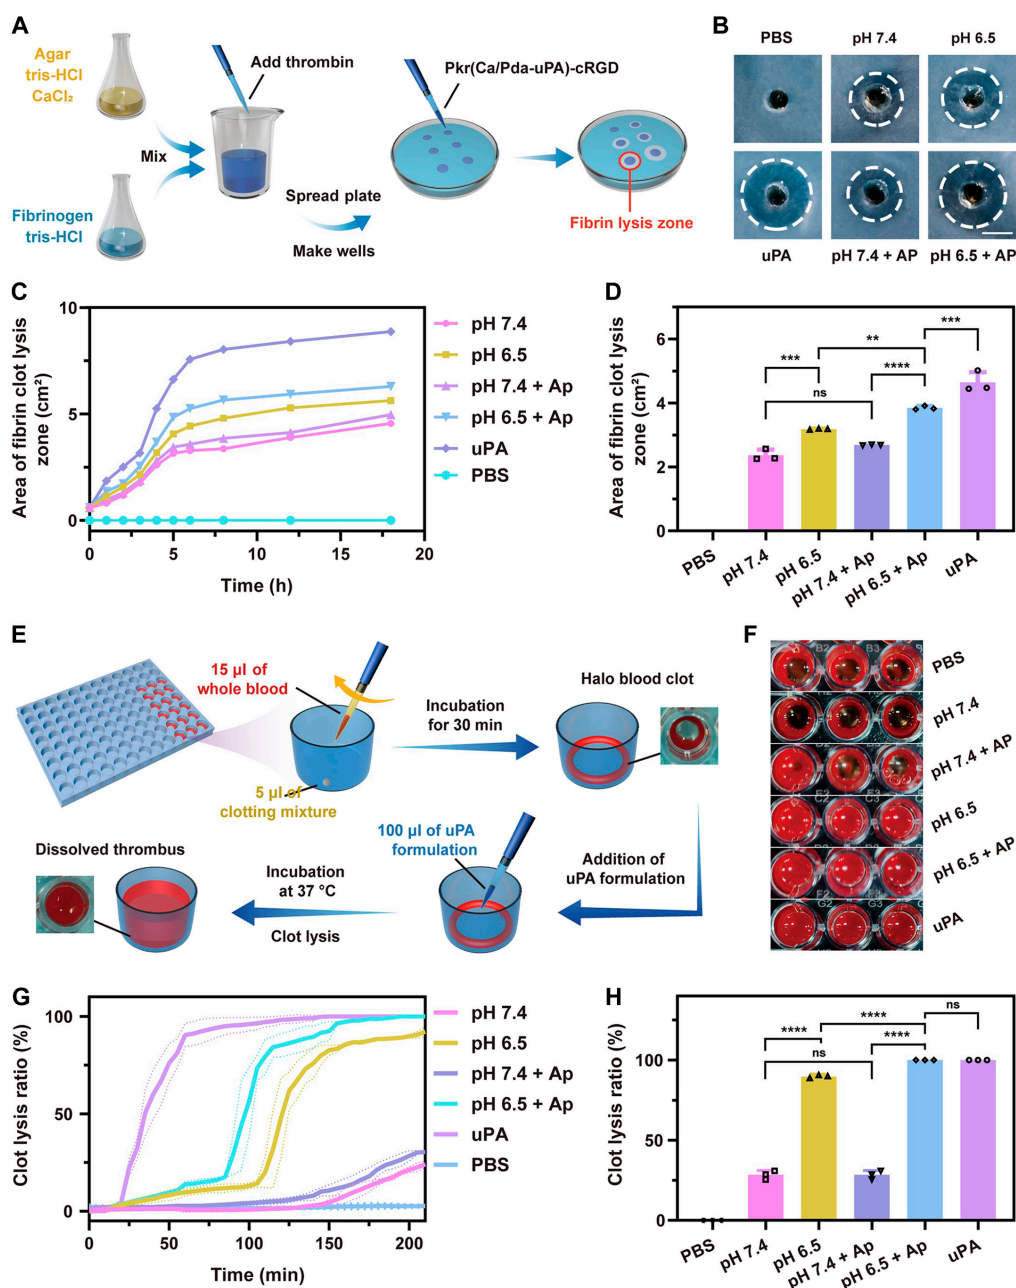 A
Agar
tris-HCl
CaCl₂
Fibrinogen
tris-HCl
Mix
Add thrombin
Spread plate
Make wells
Pkr(Ca/Pda-uPA)-cRGD
Fibrin lysis zone
B
PBS
pH 7.4
pH 6.5
uPA
pH 7.4 + AP
pH 6.5 + AP
C
Area of fibrin clot lysis
zone (cm²)
10
5
0
0
5
10
15
20
Time (h)
pH 7.4
pH 6.5
pH 7.4 + Ap
pH 6.5 + Ap
uPA
PBS
D
Area of fibrin clot lysis
zone (cm²)
6
4
2
0
***
**
***
ns
****
PBS
pH 7.4
pH 6.5
pH 7.4 + Ap
pH 6.5 + Ap
uPA
E
15 µl of
whole blood
5 µl of
clotting mixture
Incubation
for 30 min
Halo blood clot
Addition of
uPA formulation
100 µl of uPA
formulation
Incubation
at 37 °C
Clot lysis
Dissolved thrombus
F
PBS
pH 7.4
pH 7.4 + AP
pH 6.5
pH 6.5 + AP
uPA
G
Clot lysis ratio (%)
100
50
0
0
50
100
150
200
Time (min)
pH 7.4
pH 6.5
pH 7.4 + Ap
pH 6.5 + Ap
uPA
PBS
H
Clot lysis ratio (%)
100
50
0
****
ns
****
****
ns
PBS
pH 7.4
pH 6.5
pH 7.4 + Ap
pH 6.5 + Ap
uPA